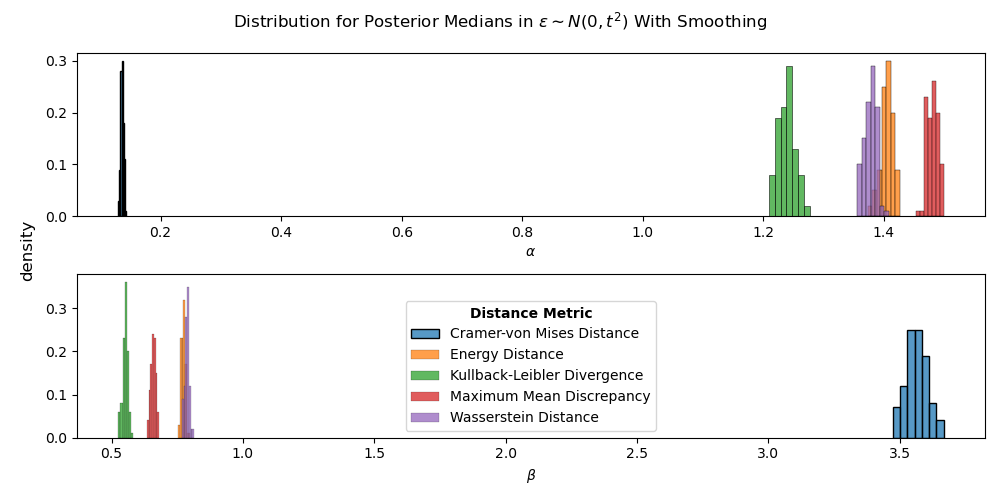 Distribution for Posterior Medians in ε ∼ N(0, t²) With Smoothing
0.3
0.2
0.1
0.0
0.2 0.4 0.6 0.8 1.0 1.2 1.4
α
density
0.3
0.2
0.1
0.0
Distance Metric
Cramer-von Mises Distance
Energy Distance
Kullback-Leibler Divergence
Maximum Mean Discrepancy
Wasserstein Distance
0.5 1.0 1.5 2.0 2.5 3.0 3.5
β